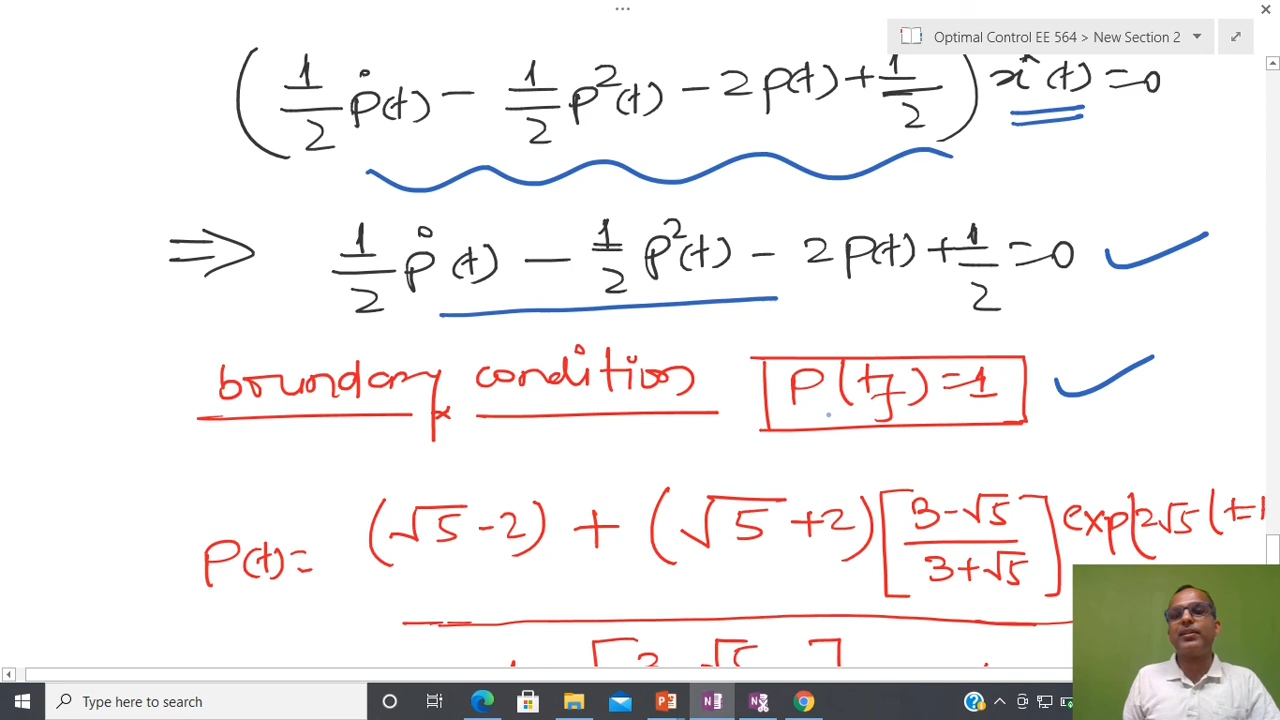 Optimal Control EE 564 > New Section 2
(1/2 ṗ(t) - 1/2 p²(t) - 2p(t) + 1/2) x*(t) = 0
⇒ 1/2 ṗ(t) - 1/2 p²(t) - 2p(t) + 1/2 = 0
boundary condition P(tf) = 1
P(t) = (√5 - 2) + (√5 + 2) [3 - √5 / 3 + √5] exp[2√5 (t-
Type here to search